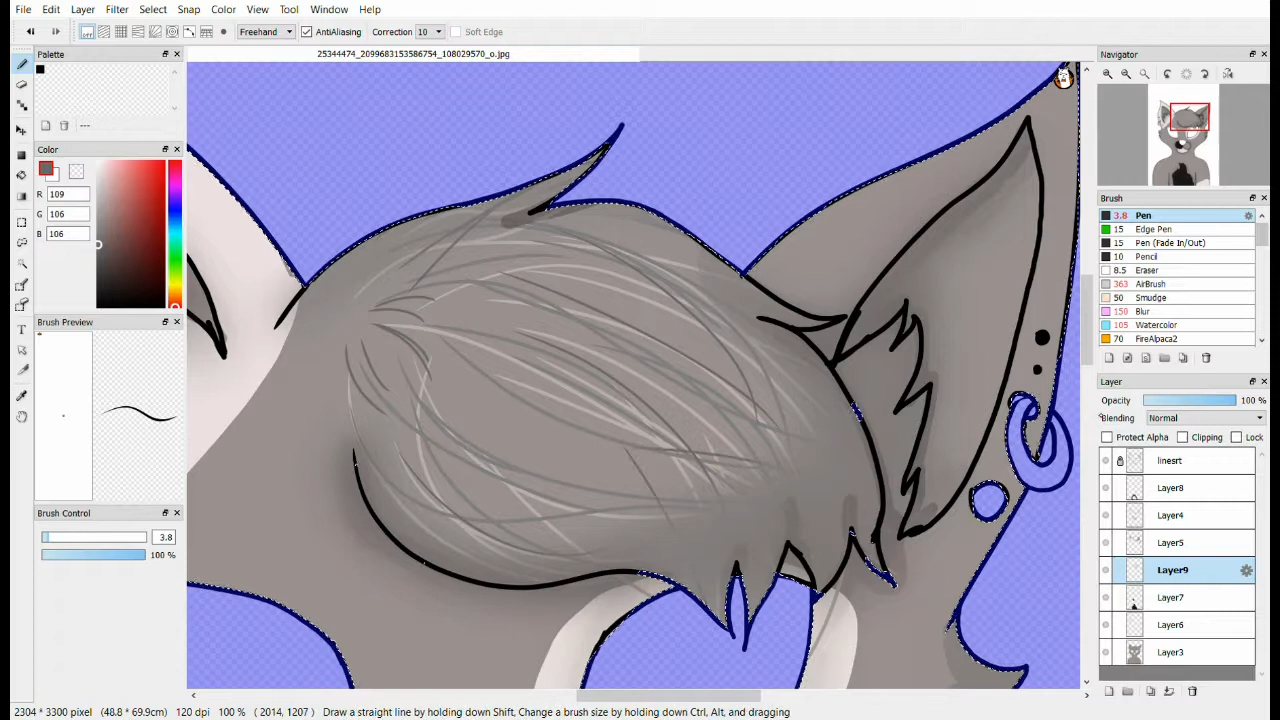 File Edit Layer Filter Select Snap Color View Tool Window Help
OFF Freehand AntiAliasing Correction 10 Soft Edge
Palette
25344474_2099683153586754_108029570_o.jpg
Navigator
---
Color
R 109
G 106
B 106
Brush
3.8 Pen
15 Edge Pen
15 Pen (Fade In/Out)
10 Pencil
8.5 Eraser
363 AirBrush
50 Smudge
150 Blur
105 Watercolor
70 FireAlpaca2
Brush Preview
Layer
Opacity 100 %
Blending Normal
Protect Alpha Clipping Lock
linesrt
Layer8
Layer4
Layer5
Layer9
Layer7
Layer6
Layer3
Brush Control
3.8
100 %
2304 * 3300 pixel (48.8 * 69.9cm) 120 dpi 100 % ( 2014, 1207 ) Draw a straight line by holding down Shift, Change a brush size by holding down Ctrl, Alt, and dragging